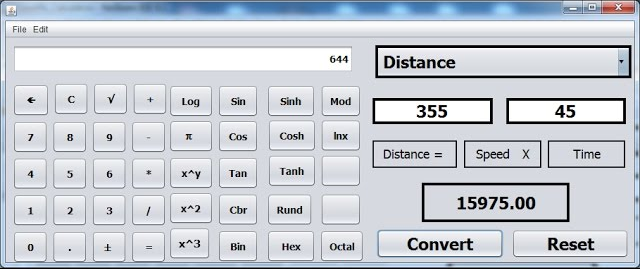 File Edit
644
Distance
← C √ + Log Sin Sinh Mod
355 45
7 8 9 - π Cos Cosh lnx
Distance = Speed X Time
4 5 6 * x^y Tan Tanh
15975.00
1 2 3 / x^2 Cbr Rund
Convert Reset
0 . ± = x^3 Bin Hex Octal